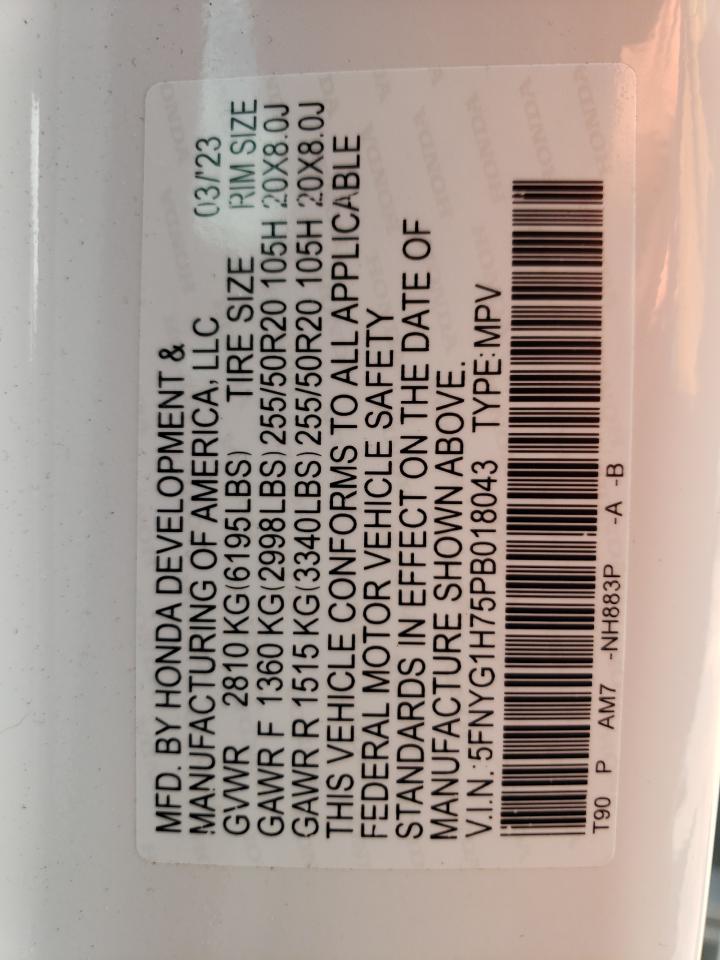 MFD. BY HONDA DEVELOPMENT &
MANUFACTURING OF AMERICA, LLC 03/'23
GVWR 2810 KG(6195LBS) TIRE SIZE RIM SIZE
GAWR F 1360 KG(2998LBS) 255/50R20 105H 20X8.0J
GAWR R 1515 KG(3340LBS) 255/50R20 105H 20X8.0J
THIS VEHICLE CONFORMS TO ALL APPLICABLE
FEDERAL MOTOR VEHICLE SAFETY
STANDARDS IN EFFECT ON THE DATE OF
MANUFACTURE SHOWN ABOVE.
V.I.N.:5FNYG1H75PB018043 TYPE:MPV
T90 P AM7 -NH883P -A -B